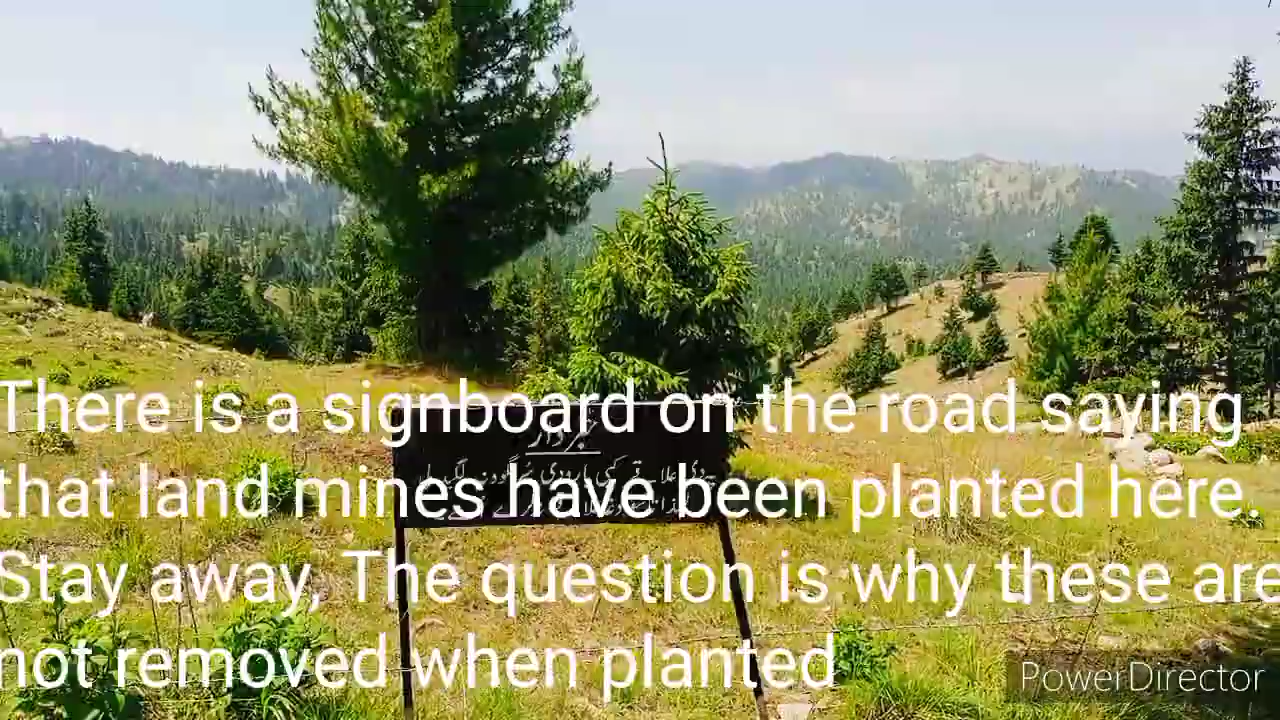 There is a signboard on the road saying
خبردار
that land mines have been planted here.
Stay away, The question is why these are
not removed when planted
PowerDirector